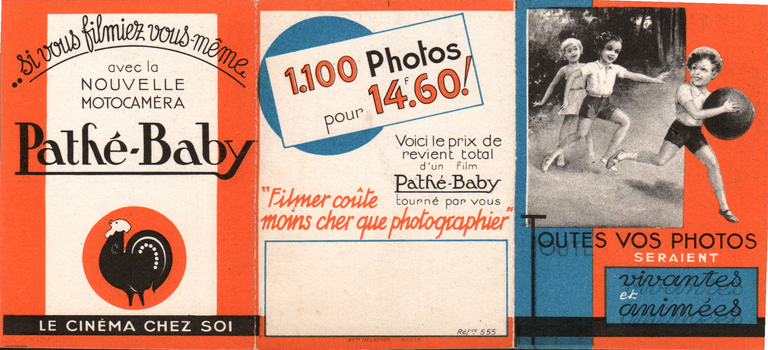 ..si vous filmiez vous-même
avec la
NOUVELLE
MOTOCAMÉRA
Pathé-Baby
LE CINÉMA CHEZ SOI
1.100 Photos
pour 14F.60!
Voici le prix de
revient total
d'un Film
Pathé-Baby
tourné par vous
"Filmer coûte
moins cher que photographier"
Réfce 555
TOUTES VOS PHOTOS
SERAIENT
vivantes
et
animées